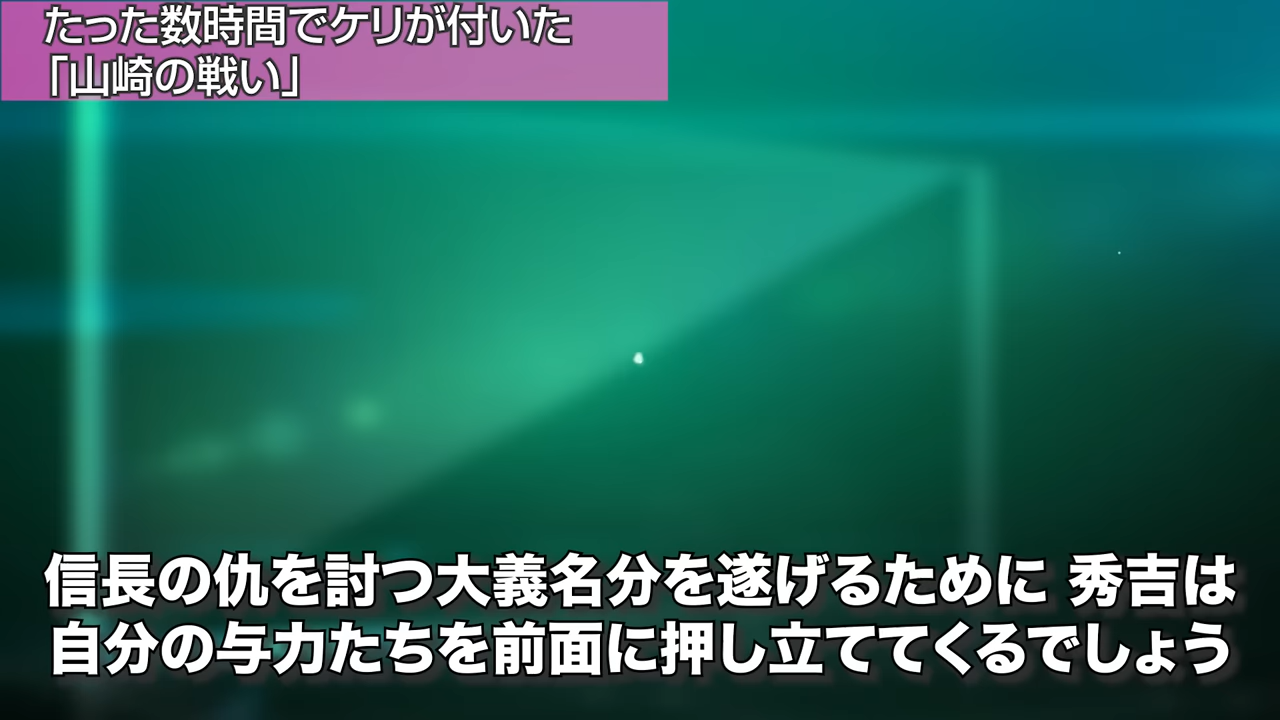 たった数時間でケリが付いた
「山崎の戦い」
信長の仇を討つ大義名分を遂げるために 秀吉は
自分の与力たちを前面に押し立ててくるでしょう